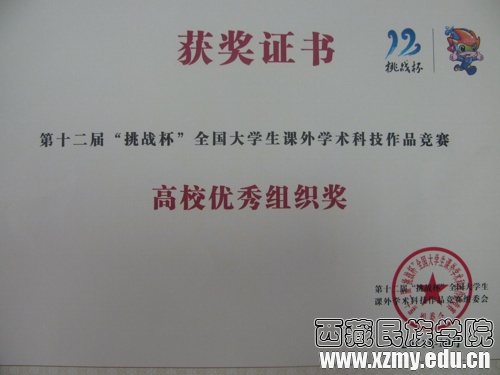 获奖证书
12
挑战杯
第十二届“挑战杯”全国大学生课外学术科技作品竞赛
高校优秀组织奖
第十二届“挑战杯”全国大学生
课外学术科技作品竞赛组委会
西藏民族学院
www.xzmy.edu.cn